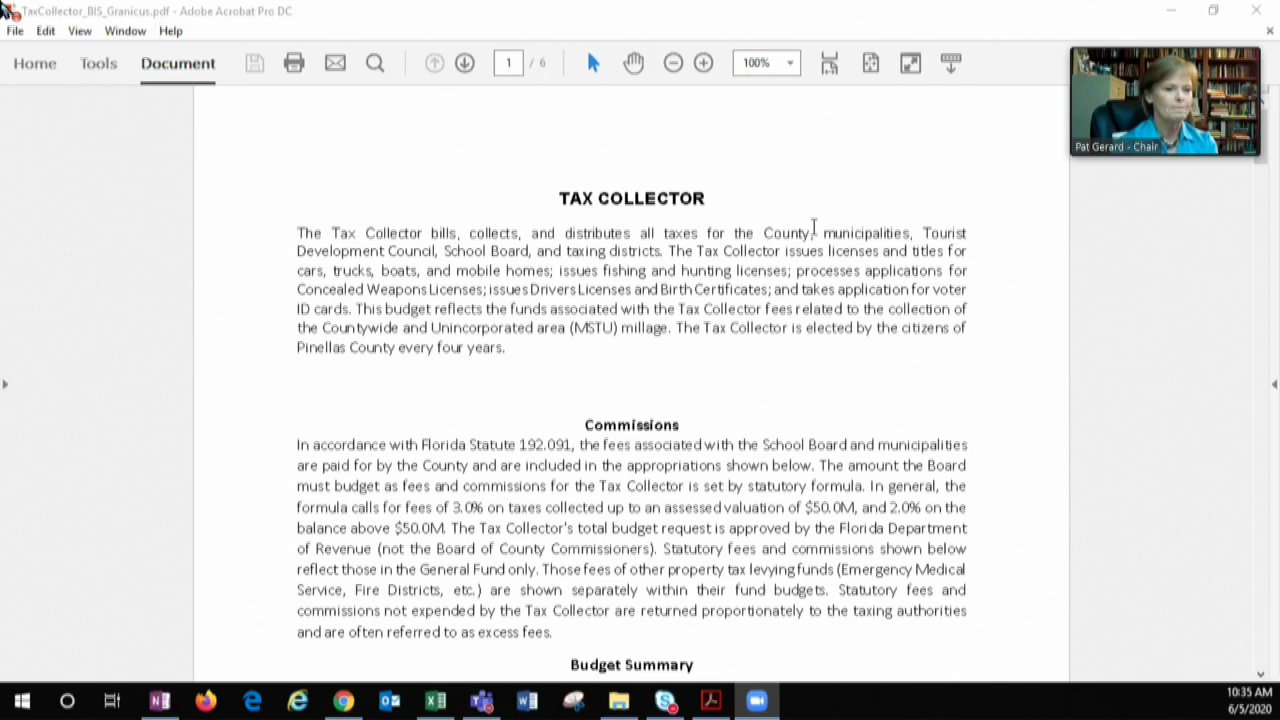 TaxCollector_BIS_Granicus.pdf - Adobe Acrobat Pro DC
File Edit View Window Help
Home Tools Document 1 / 6 100%
Pat Gerard - Chair
TAX COLLECTOR
The Tax Collector bills, collects, and distributes all taxes for the County, municipalities, Tourist
Development Council, School Board, and taxing districts. The Tax Collector issues licenses and titles for
cars, trucks, boats, and mobile homes; issues fishing and hunting licenses; processes applications for
Concealed Weapons Licenses; issues Drivers Licenses and Birth Certificates; and takes application for voter
ID cards. This budget reflects the funds associated with the Tax Collector fees related to the collection of
the Countywide and Unincorporated area (MSTU) millage. The Tax Collector is elected by the citizens of
Pinellas County every four years.
Commissions
In accordance with Florida Statute 192.091, the fees associated with the School Board and municipalities
are paid for by the County and are included in the appropriations shown below. The amount the Board
must budget as fees and commissions for the Tax Collector is set by statutory formula. In general, the
formula calls for fees of 3.0% on taxes collected up to an assessed valuation of $50.0M, and 2.0% on the
balance above $50.0M. The Tax Collector's total budget request is approved by the Florida Department
of Revenue (not the Board of County Commissioners). Statutory fees and commissions shown below
reflect those in the General Fund only. Those fees of other property tax levying funds (Emergency Medical
Service, Fire Districts, etc.) are shown separately within their fund budgets. Statutory fees and
commissions not expended by the Tax Collector are returned proportionately to the taxing authorities
and are often referred to as excess fees.
Budget Summary
10:35 AM
6/5/2020